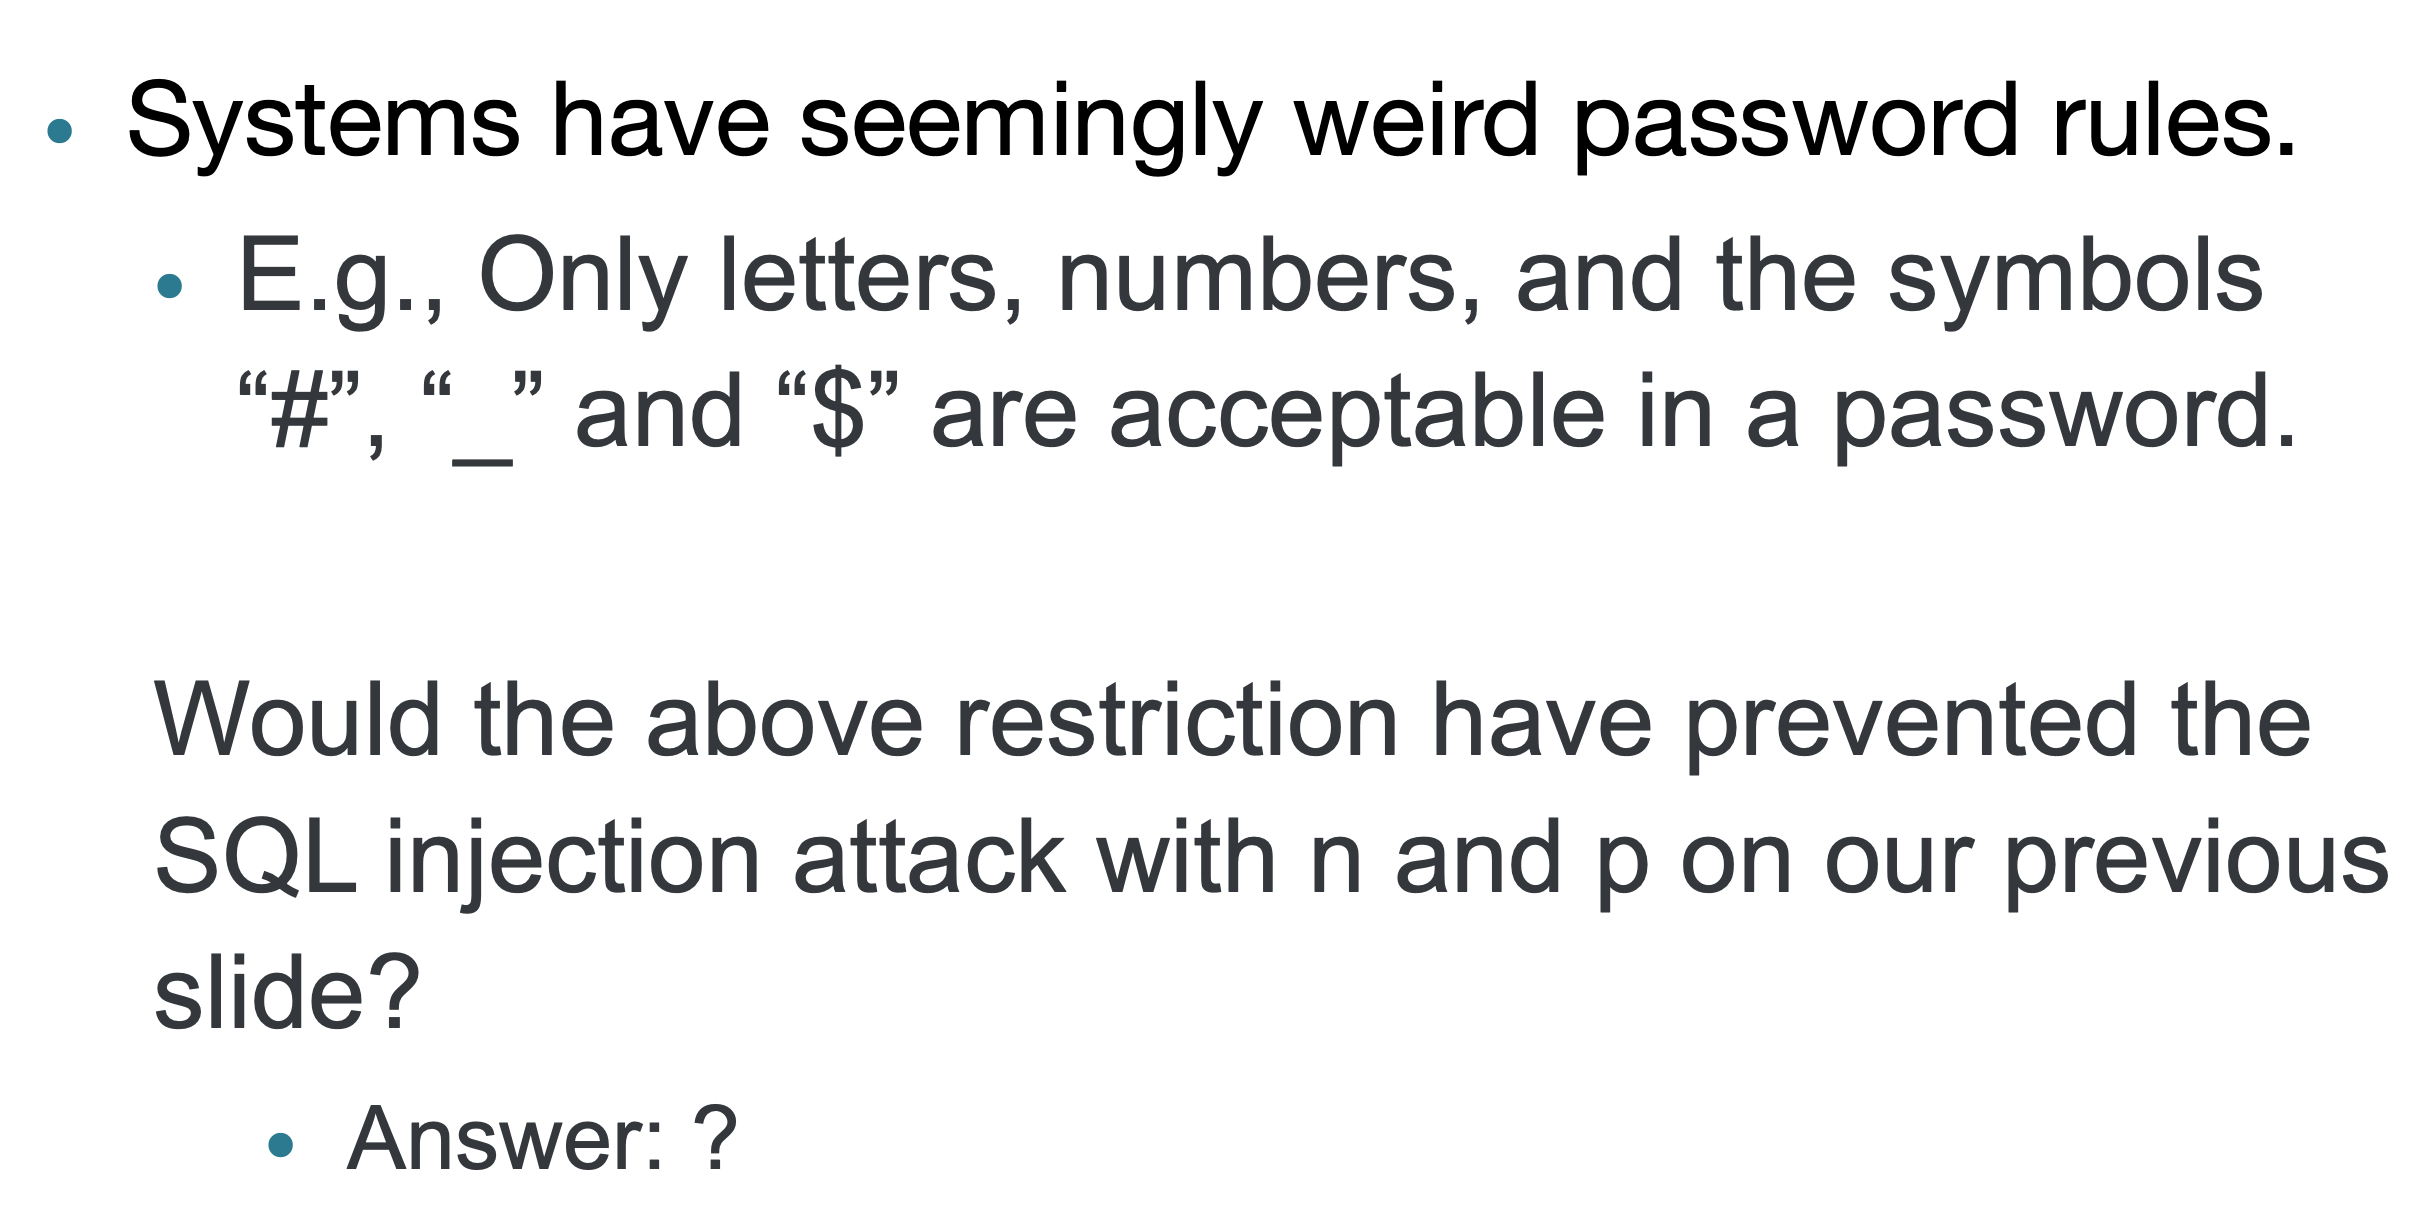 • Systems have seemingly weird password rules.
• E.g., Only letters, numbers, and the symbols
“#”, “_” and “$” are acceptable in a password.
Would the above restriction have prevented the
SQL injection attack with n and p on our previous
slide?
• Answer: ?